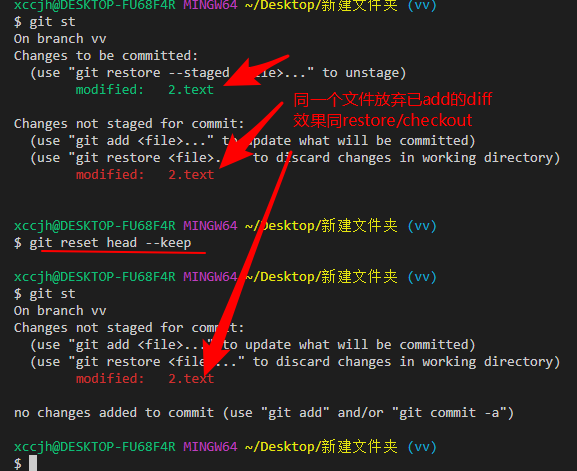 xccjh@DESKTOP-FU68F4R MINGW64 ~/Desktop/新建文件夹 (vv)
$ git st
On branch vv
Changes to be committed:
  (use "git restore --staged <file>..." to unstage)
        modified:   2.text
同一个文件放弃已add的diff
效果同restore/checkout
Changes not staged for commit:
  (use "git add <file>..." to update what will be committed)
  (use "git restore <file>..." to discard changes in working directory)
        modified:   2.text
xccjh@DESKTOP-FU68F4R MINGW64 ~/Desktop/新建文件夹 (vv)
$ git reset head --keep
xccjh@DESKTOP-FU68F4R MINGW64 ~/Desktop/新建文件夹 (vv)
$ git st
On branch vv
Changes not staged for commit:
  (use "git add <file>..." to update what will be committed)
  (use "git restore <file>..." to discard changes in working directory)
        modified:   2.text
no changes added to commit (use "git add" and/or "git commit -a")
xccjh@DESKTOP-FU68F4R MINGW64 ~/Desktop/新建文件夹 (vv)
$